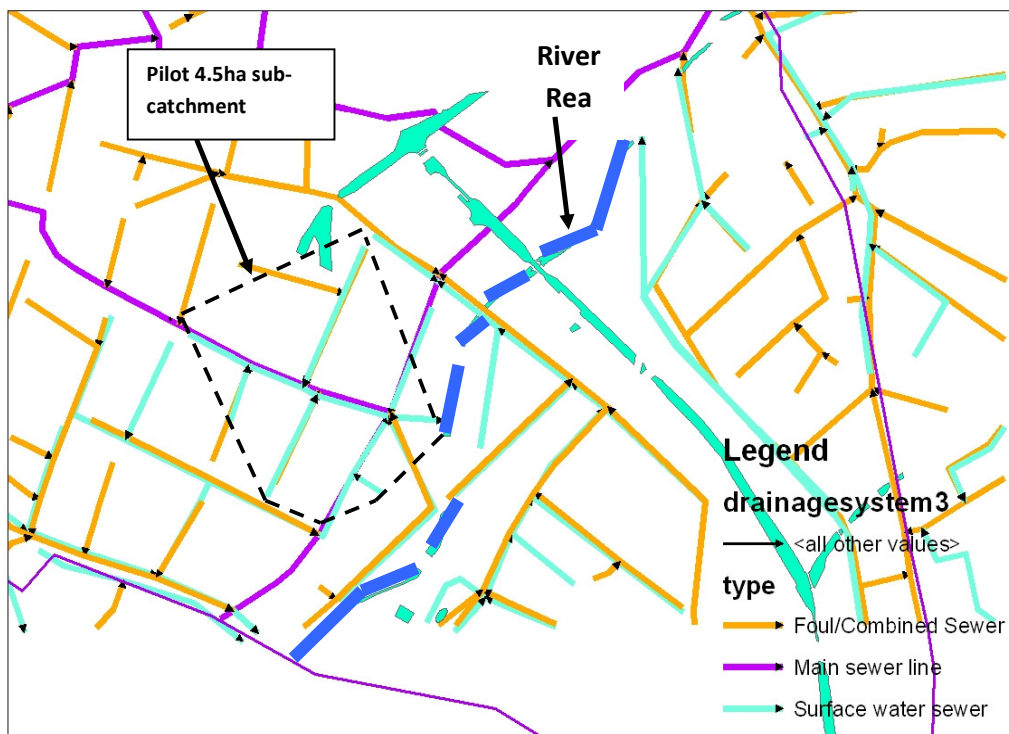 Pilot 4.5ha sub-
catchment
River
Rea
Legend
drainagesystem3
<all other values>
type
Foul/Combined Sewer
Main sewer line
Surface water sewer